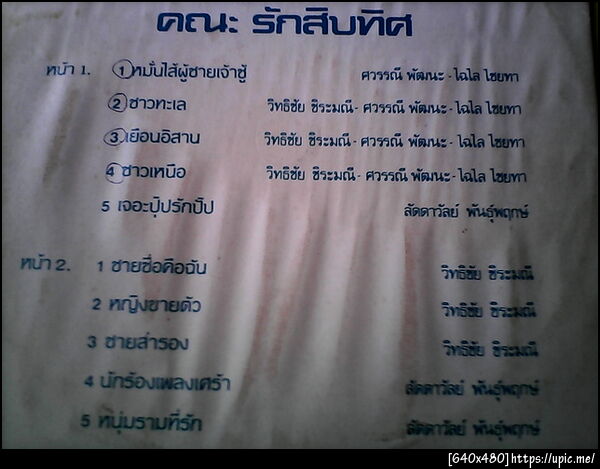 คณะ รักสิบทิศ
หน้า 1. 1 หมั่นไส้ผู้ชายเจ้าชู้ ศวรรณี พัฒนะ - ไฉไล ไชยทา
2 ชาวทะเล วิทธิชัย ชิระมณี - ศวรรณี พัฒนะ - ไฉไล ไชยทา
3 เยือนอิสาน วิทธิชัย ชิระมณี - ศวรรณี พัฒนะ - ไฉไล ไชยทา
4 ชาวเหนือ วิทธิชัย ชิระมณี - ศวรรณี พัฒนะ - ไฉไล ไชยทา
5 เจอะปุ๊ปรักปั๊ป ลัดดาวัลย์ พันธุ์พฤกษ์
หน้า 2. 1 ชายชื่อคือฉัน วิทธิชัย ชิระมณี
2 หญิงขายตัว วิทธิชัย ชิระมณี
3 ชายสำรอง วิทธิชัย ชิระมณี
4 นักร้องเพลงเศร้า ลัดดาวัลย์ พันธุ์พฤกษ์
5 หนุ่มรามที่รัก ลัดดาวัลย์ พันธุ์พฤกษ์
[640x480]https://upic.me/